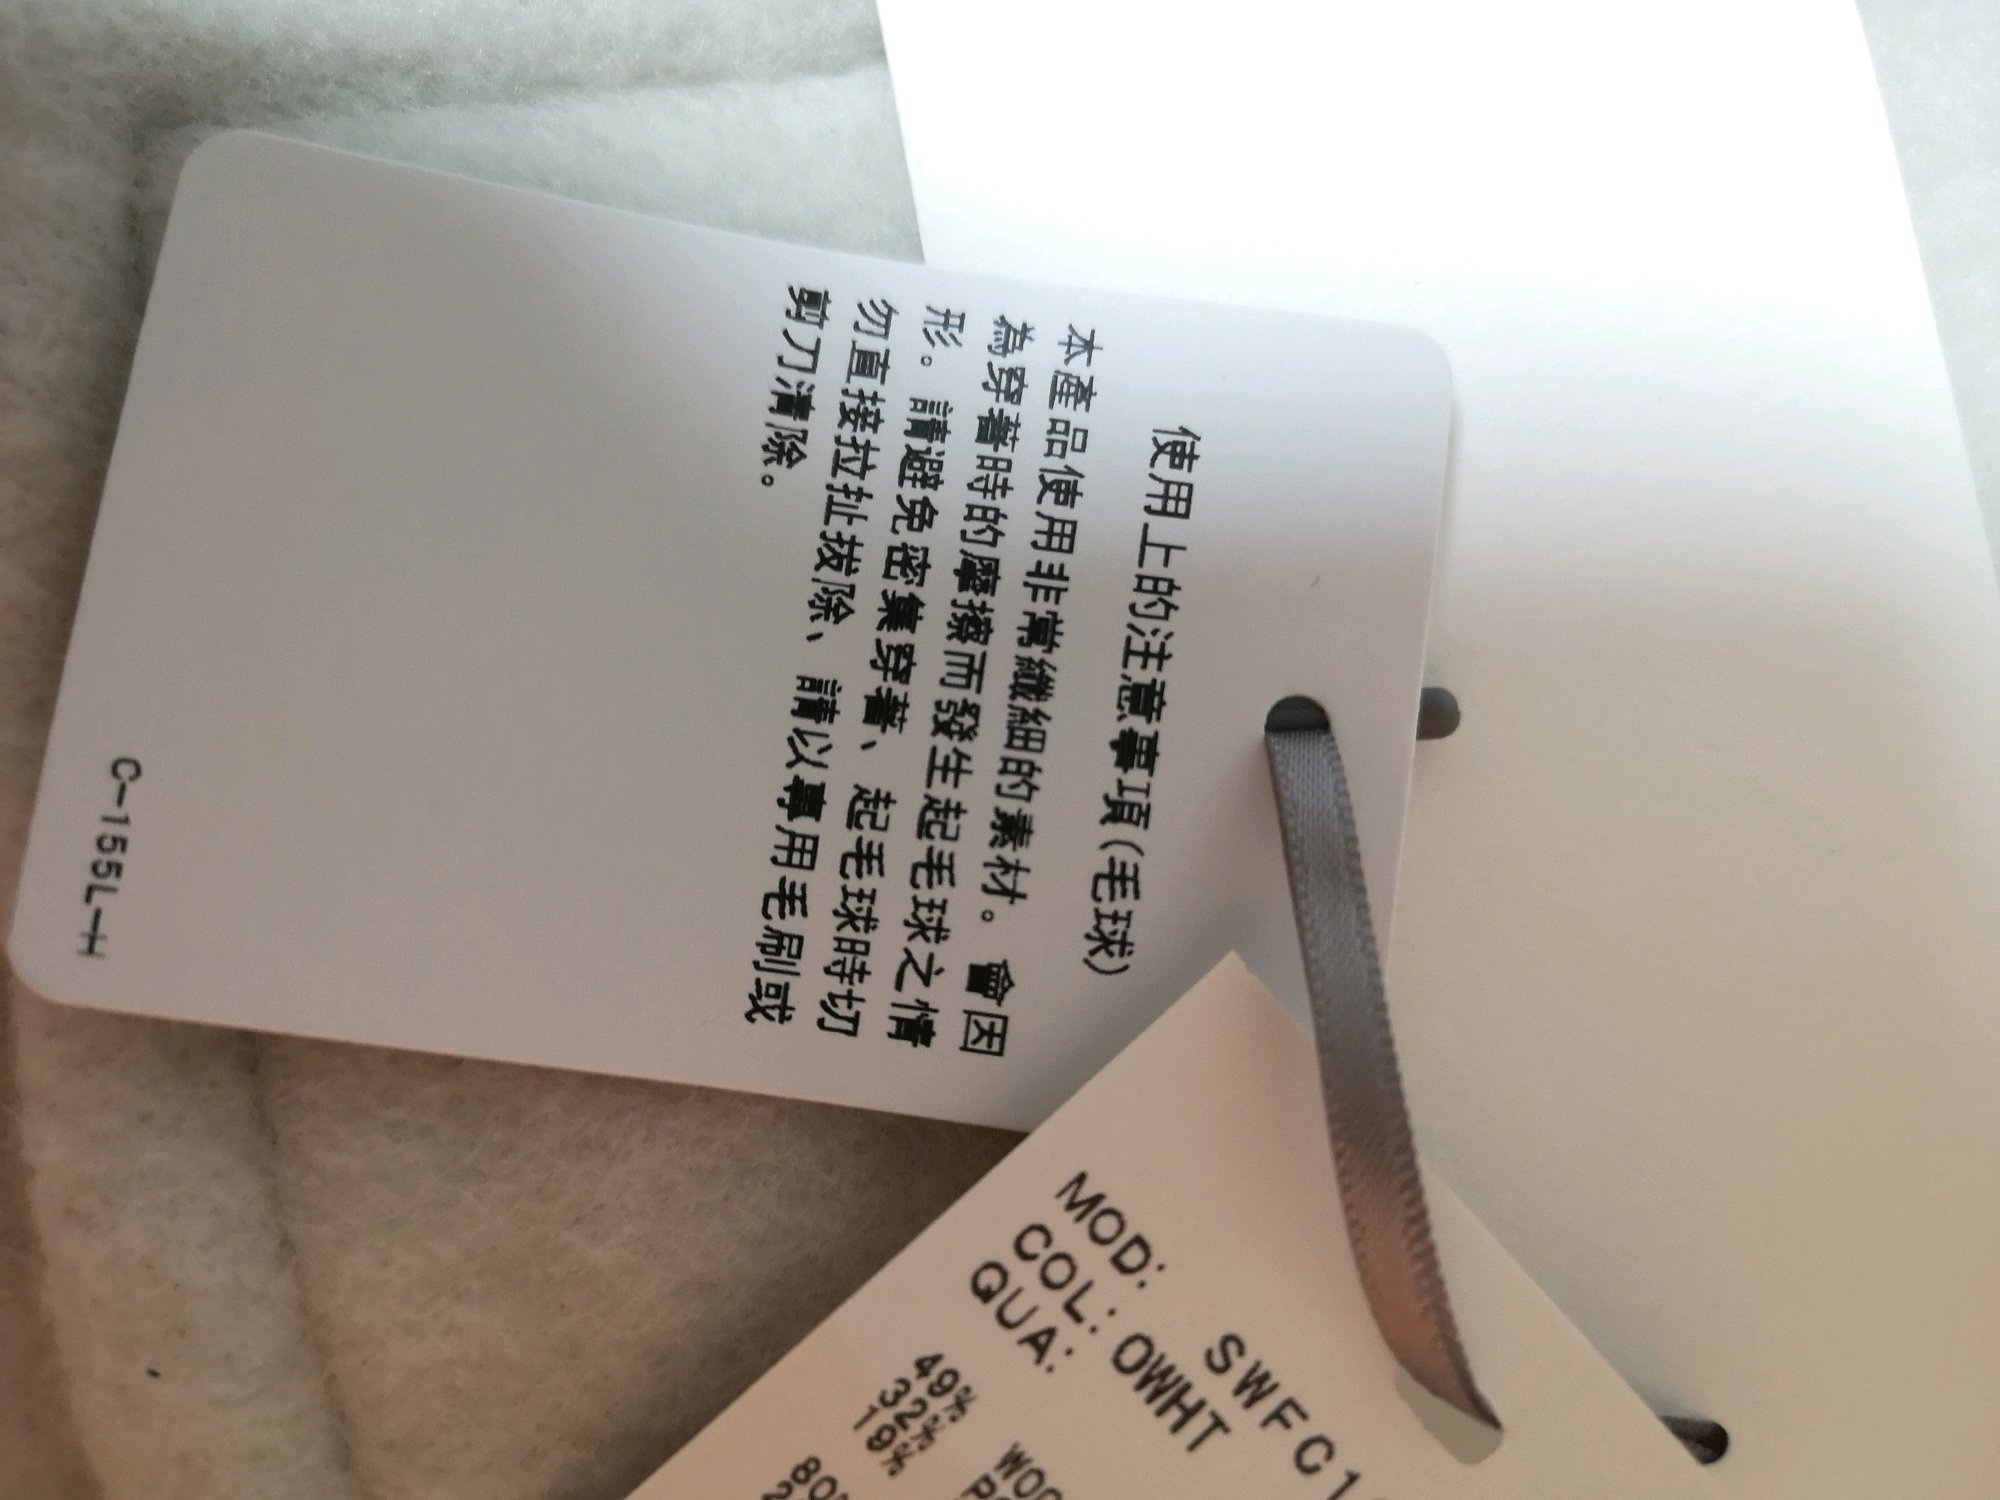 使用上的注意事項(毛球)
本產品使用非常纖細的素材。會因
為穿著時的摩擦而發生起毛球之情
形。請避免密集穿著、起毛球時切
勿直接拉扯拔除、請以專用毛刷或
剪刀清除。
C-155L-H
MOD: SWFC1
COL: OWHT
QUA:
49%
32%
19%